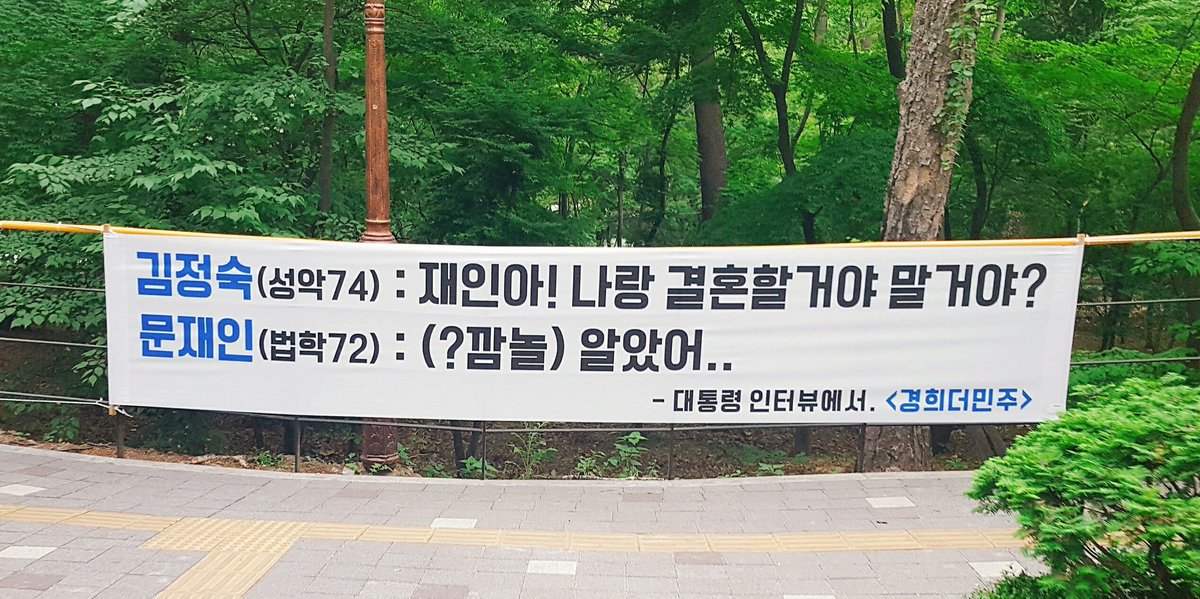 김정숙(성악74) : 재인아! 나랑 결혼할거야 말거야?
문재인(법학72) : (?깜놀) 알았어..
- 대통령 인터뷰에서. <경희더민주>